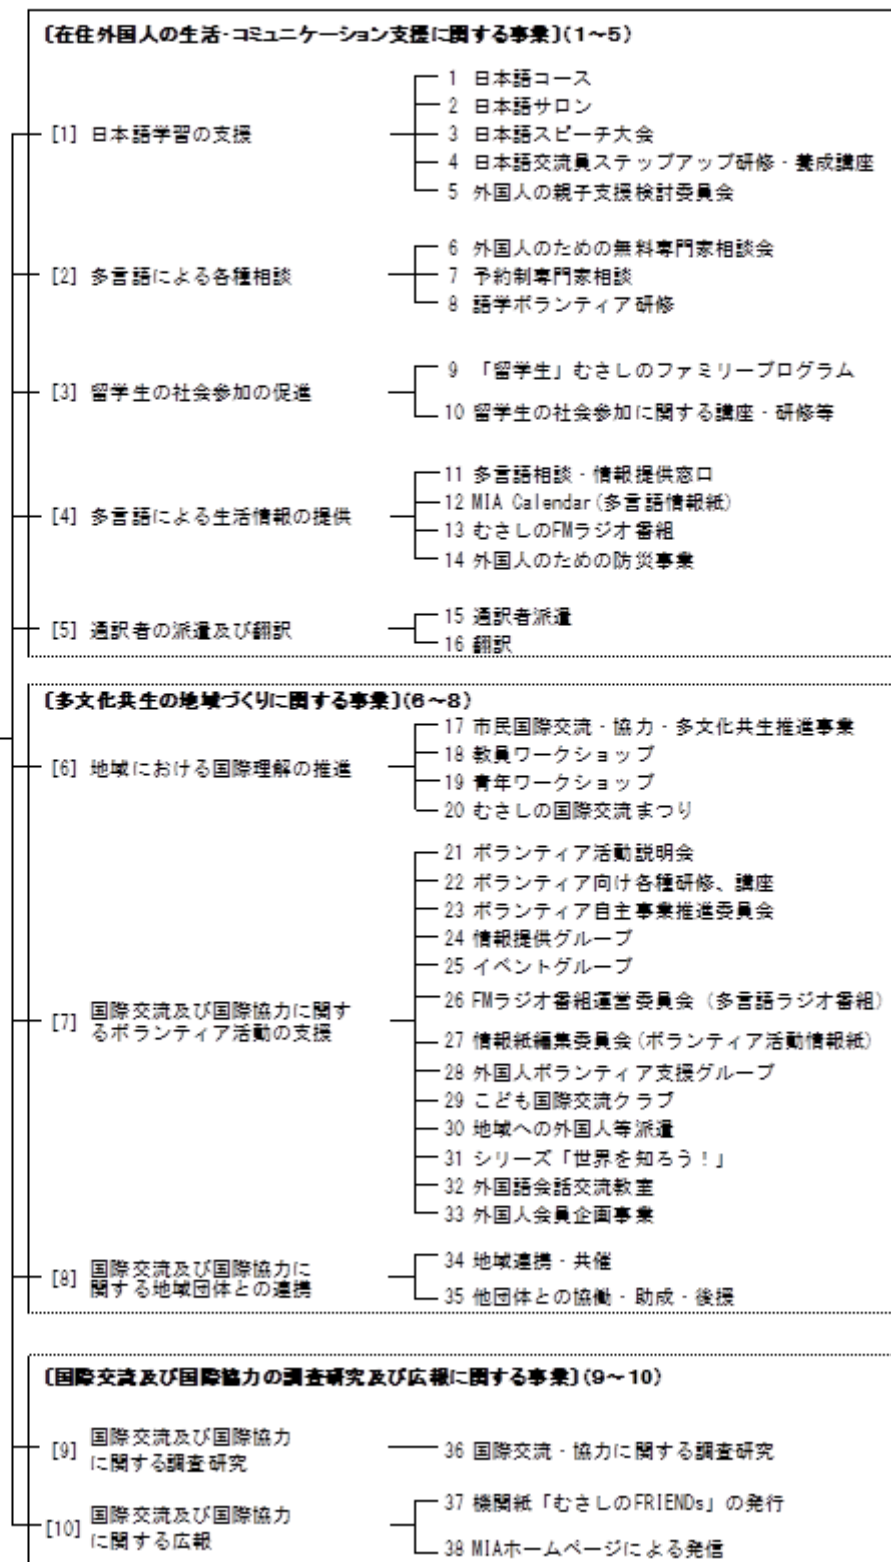 〔在住外国人の生活・コミュニケーション支援に関する事業〕(1～5)
[1] 日本語学習の支援
1 日本語コース
2 日本語サロン
3 日本語スピーチ大会
4 日本語交流員ステップアップ研修・養成講座
5 外国人の親子支援検討委員会
[2] 多言語による各種相談
6 外国人のための無料専門家相談会
7 予約制専門家相談
8 語学ボランティア研修
[3] 留学生の社会参加の促進
9 「留学生」むさしのファミリープログラム
10 留学生の社会参加に関する講座・研修等
[4] 多言語による生活情報の提供
11 多言語相談・情報提供窓口
12 MIA Calendar(多言語情報紙)
13 むさしのFMラジオ番組
14 外国人のための防災事業
[5] 通訳者の派遣及び翻訳
15 通訳者派遣
16 翻訳
〔多文化共生の地域づくりに関する事業〕(6～8)
[6] 地域における国際理解の推進
17 市民国際交流・協力・多文化共生推進事業
18 教員ワークショップ
19 青年ワークショップ
20 むさしの国際交流まつり
[7] 国際交流及び国際協力に関す
るボランティア活動の支援
21 ボランティア活動説明会
22 ボランティア向け各種研修、講座
23 ボランティア自主事業推進委員会
24 情報提供グループ
25 イベントグループ
26 FMラジオ番組運営委員会 (多言語ラジオ番組)
27 情報紙編集委員会(ボランティア活動情報紙)
28 外国人ボランティア支援グループ
29 こども国際交流クラブ
30 地域への外国人等派遣
31 シリーズ「世界を知ろう！」
32 外国語会話交流教室
33 外国人会員企画事業
[8] 国際交流及び国際協力に
関する地域団体との連携
34 地域連携・共催
35 他団体との協働・助成・後援
〔国際交流及び国際協力の調査研究及び広報に関する事業〕(9～10)
[9] 国際交流及び国際協力
に関する調査研究
36 国際交流・協力に関する調査研究
[10] 国際交流及び国際協力
に関する広報
37 機関紙「むさしのFRIENDs」の発行
38 MIAホームページによる発信